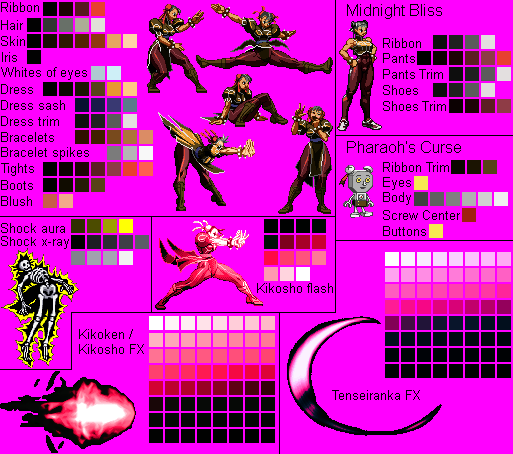 Ribbon
Hair
Skin
Iris
Whites of eyes
Dress
Dress sash
Dress trim
Bracelets
Bracelet spikes
Tights
Boots
Blush
Midnight Bliss
Ribbon
Pants
Pants Trim
Shoes
Shoes Trim
Pharaoh's Curse
Ribbon Trim
Eyes
Body
Screw Center
Buttons
Shock aura
Shock x-ray
Kikosho flash
Kikoken /
Kikosho FX
Tenseiranka FX